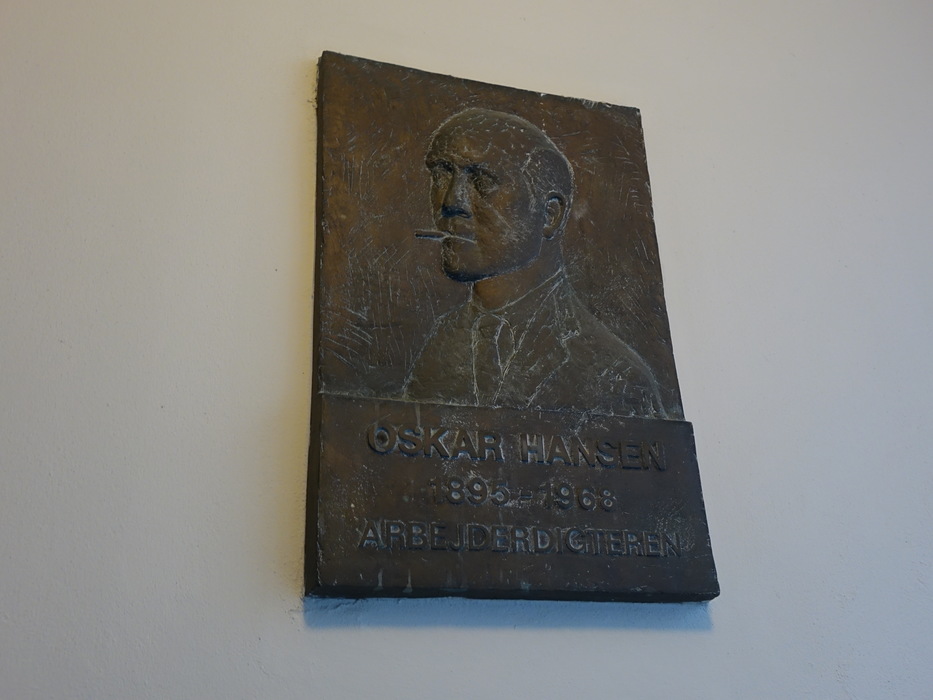 OSKAR HANSEN
1895-1968
ARBEJDERDIGTEREN